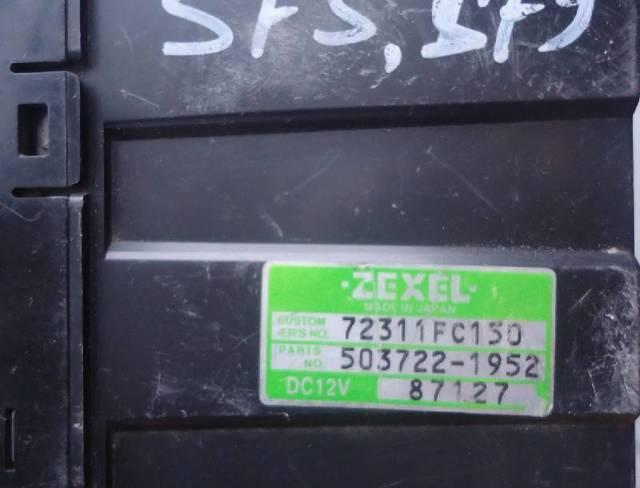 SF5, SF9
·ZEXEL·
MADE IN JAPAN
CUSTOM
-ER'S NO. 72311FC150
PARTS
NO. 503722-1952
DC12V 87127